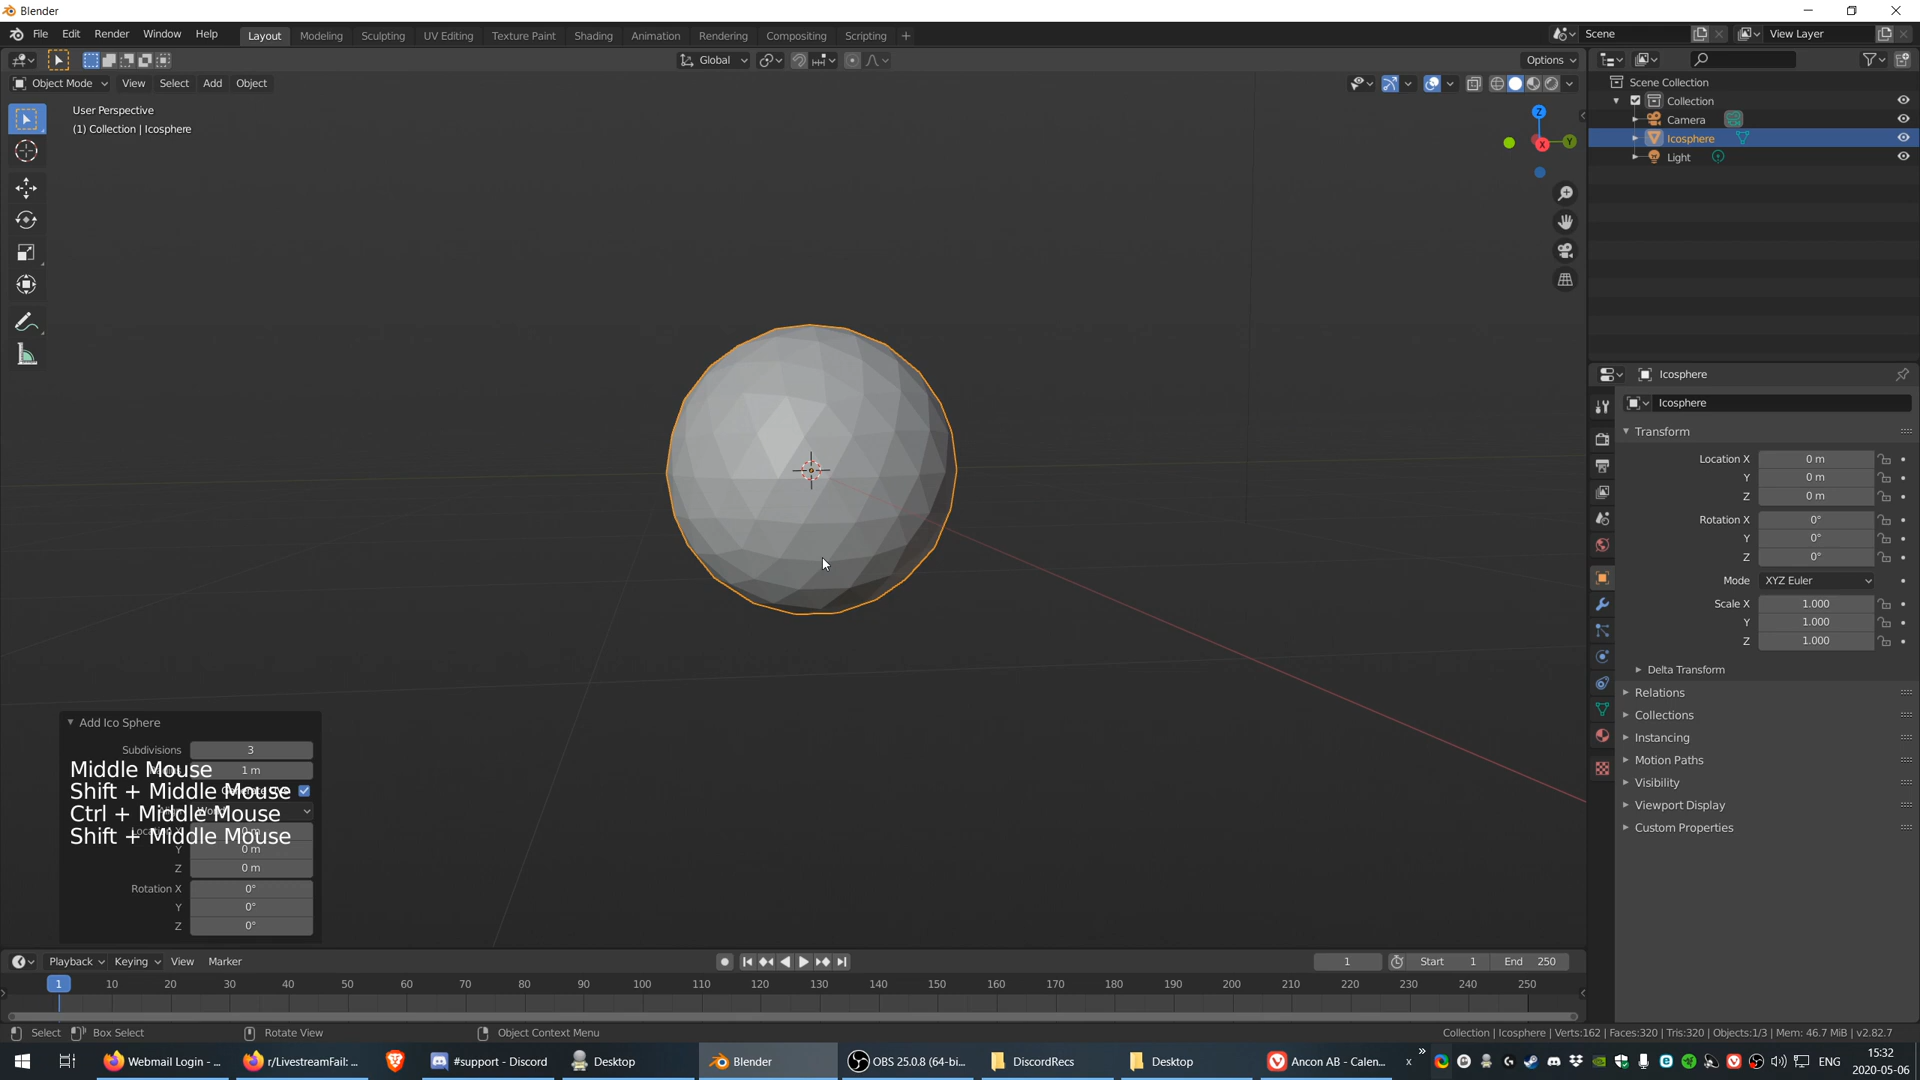 Blender
File Edit Render Window Help Layout Modeling Sculpting UV Editing Texture Paint Shading Animation Rendering Compositing Scripting + Scene View Layer
Global Options
Object Mode View Select Add Object
User Perspective
(1) Collection | Icosphere
Z
Y
X
Scene Collection
Collection
Camera
Icosphere
Light
Icosphere
Icosphere
Transform
Location X 0 m
Y 0 m
Z 0 m
Rotation X 0°
Y 0°
Z 0°
Mode XYZ Euler
Scale X 1.000
Y 1.000
Z 1.000
Delta Transform
Relations
Collections
Instancing
Motion Paths
Visibility
Viewport Display
Custom Properties
Add Ico Sphere
Subdivisions 3
Middle Mouse 1 m
Shift + Middle Mouse
Ctrl + Middle Mouse
Shift + Middle Mouse
Y 0 m
Z 0 m
Rotation X 0°
Y 0°
Z 0°
Playback Keying View Marker 1 Start 1 End 250
1 10 20 30 40 50 60 70 80 90 100 110 120 130 140 150 160 170 180 190 200 210 220 230 240 250
Select Box Select Rotate View Object Context Menu Collection | Icosphere | Verts:162 | Faces:320 | Tris:320 | Objects:1/3 | Mem: 46.7 MiB | v2.82.7
Webmail Login - ... r/LivestreamFail: ... #support - Discord Desktop Blender OBS 25.0.8 (64-bi... DiscordRecs Desktop Ancon AB - Calen... ENG 15:32
2020-05-06